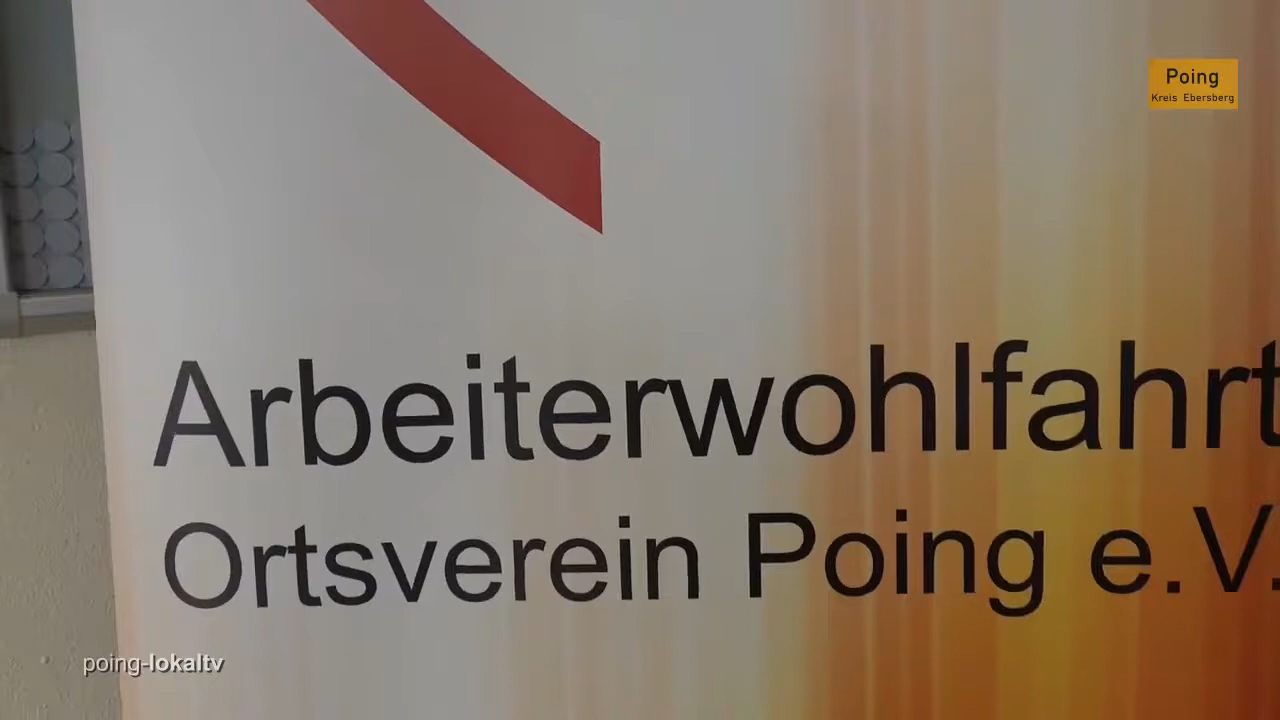 Poing
Kreis Ebersberg
Arbeiterwohlfahrt
Ortsverein Poing e.V.
poing-lokaltv